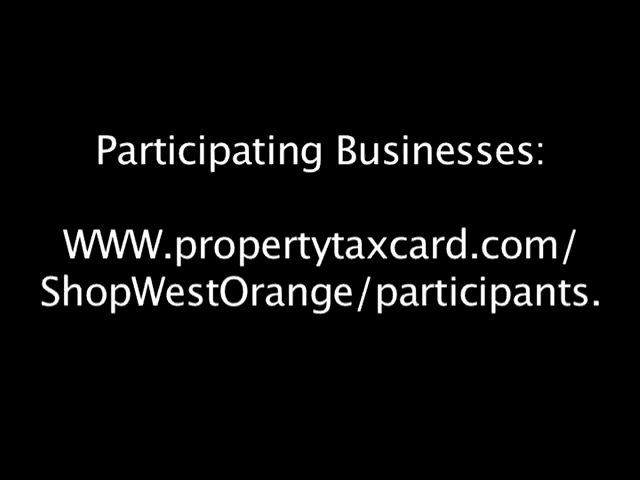 Participating Businesses:
WWW.propertytaxcard.com/
ShopWestOrange/participants.